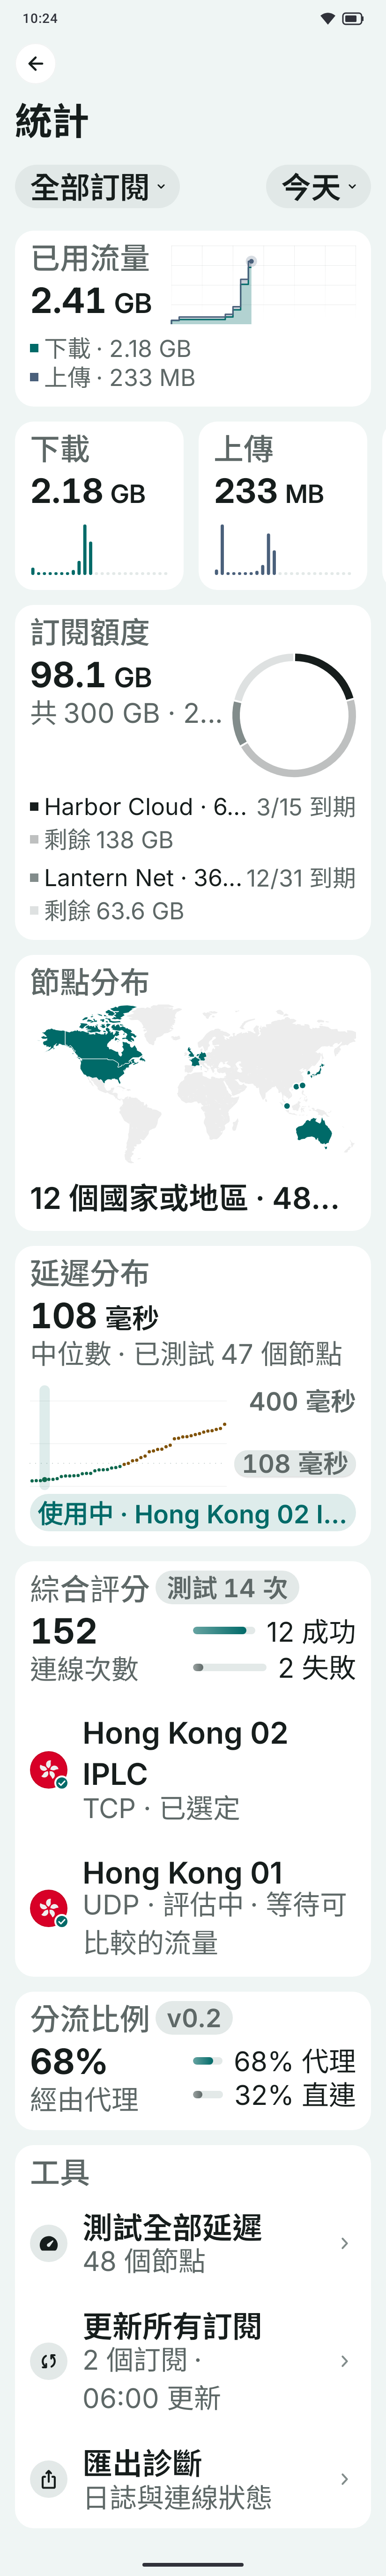 10:24
統計
全部訂閱
今天
已用流量
2.41 GB
下載 · 2.18 GB
上傳 · 233 MB
下載
2.18 GB
上傳
233 MB
訂閱額度
98.1 GB
共 300 GB · 2...
Harbor Cloud · 6... 3/15 到期
剩餘 138 GB
Lantern Net · 36... 12/31 到期
剩餘 63.6 GB
節點分布
12 個國家或地區 · 48...
延遲分布
108 毫秒
中位數 · 已測試 47 個節點
400 毫秒
108 毫秒
使用中 · Hong Kong 02 I...
綜合評分 測試 14 次
152
連線次數
12 成功
2 失敗
Hong Kong 02
IPLC
TCP · 已選定
Hong Kong 01
UDP · 評估中 · 等待可
比較的流量
分流比例 v0.2
68%
經由代理
68% 代理
32% 直連
工具
測試全部延遲
48 個節點
更新所有訂閱
2 個訂閱 ·
06:00 更新
匯出診斷
日誌與連線狀態